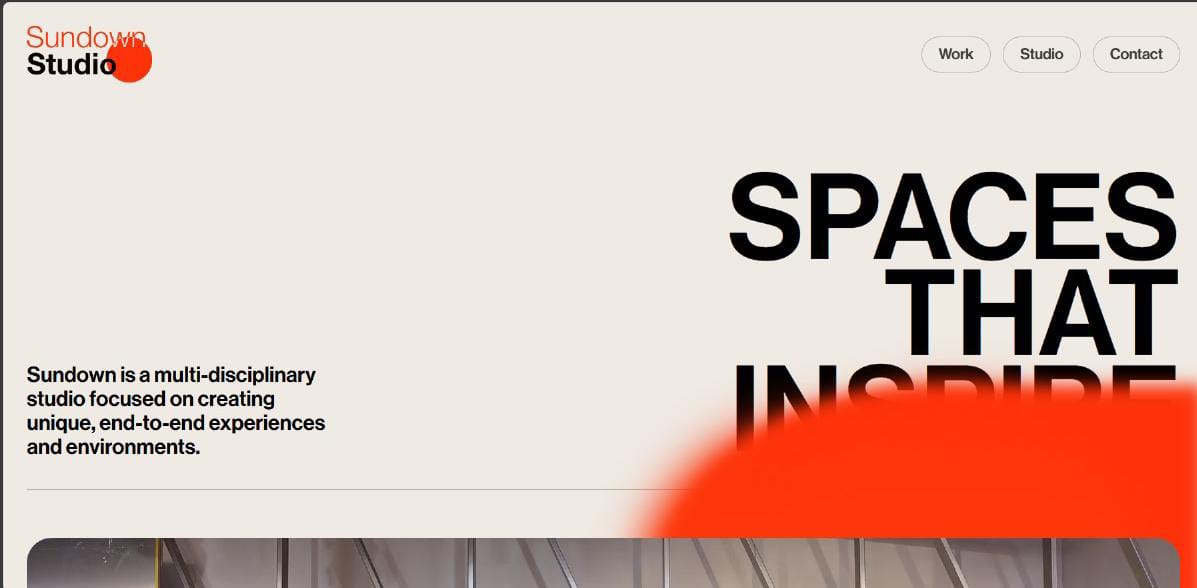 Sundown
Studio
Work
Studio
Contact
SPACES
THAT
INSPIRE
Sundown is a multi-disciplinary
studio focused on creating
unique, end-to-end experiences
and environments.